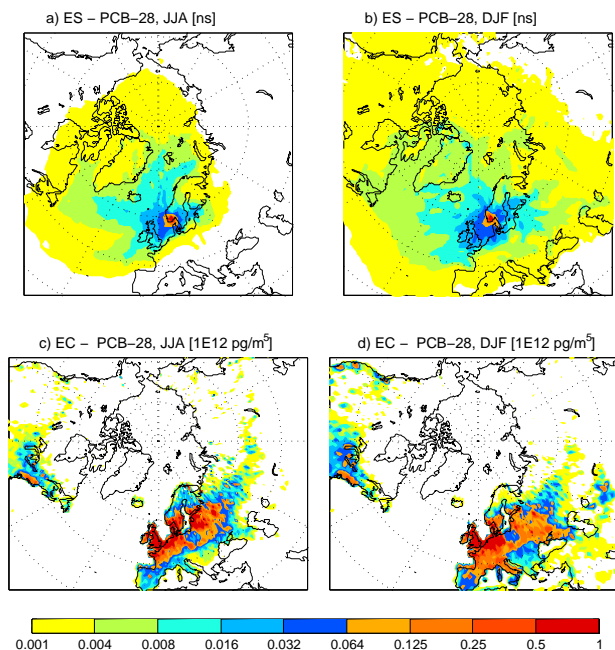 a) ES − PCB−28, JJA [ns]
b) ES − PCB−28, DJF [ns]
c) EC − PCB−28, JJA [1E12 pg/m⁵]
d) EC − PCB−28, DJF [1E12 pg/m⁵]
0.001 0.004 0.008 0.016 0.032 0.064 0.125 0.25 0.5 1